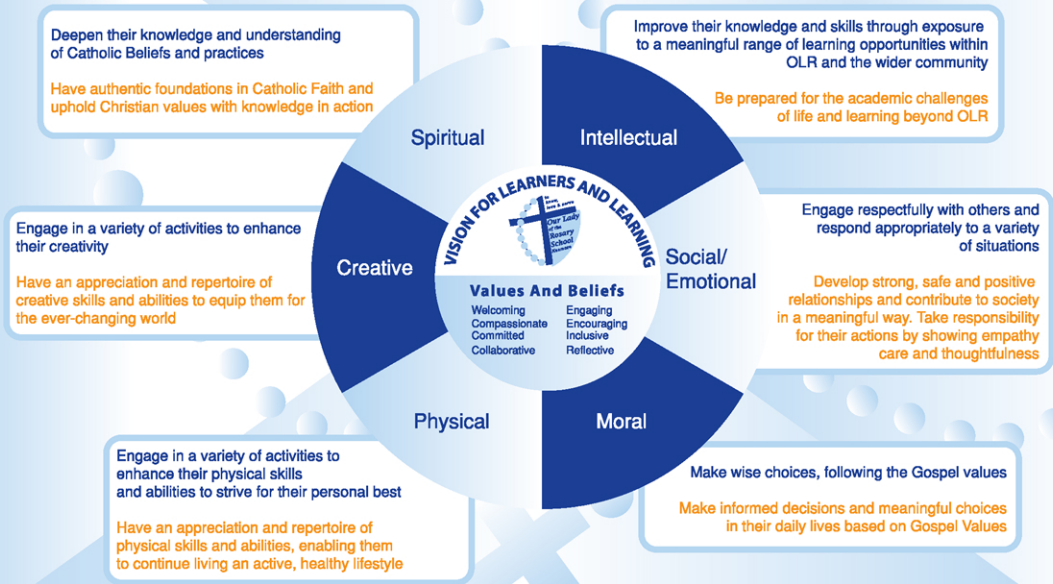 Deepen their knowledge and understanding
of Catholic Beliefs and practices
Have authentic foundations in Catholic Faith and
uphold Christian values with knowledge in action
Improve their knowledge and skills through exposure
to a meaningful range of learning opportunities within
OLR and the wider community
Be prepared for the academic challenges
of life and learning beyond OLR
Spiritual
Intellectual
VISION FOR LEARNERS AND LEARNING
Our Lady
of the
Rosary
School
Engage in a variety of activities to enhance
their creativity
Have an appreciation and repertoire of
creative skills and abilities to equip them for
the ever-changing world
Creative
Social/
Emotional
Engage respectfully with others and
respond appropriately to a variety
of situations
Develop strong, safe and positive
relationships and contribute to society
in a meaningful way. Take responsibility
for their actions by showing empathy
care and thoughtfulness
Values And Beliefs
Welcoming
Compassionate
Committed
Collaborative
Engaging
Encouraging
Inclusive
Reflective
Physical
Moral
Engage in a variety of activities to
enhance their physical skills
and abilities to strive for their personal best
Have an appreciation and repertoire of
physical skills and abilities, enabling them
to continue living an active, healthy lifestyle
Make wise choices, following the Gospel values
Make informed decisions and meaningful choices
in their daily lives based on Gospel Values